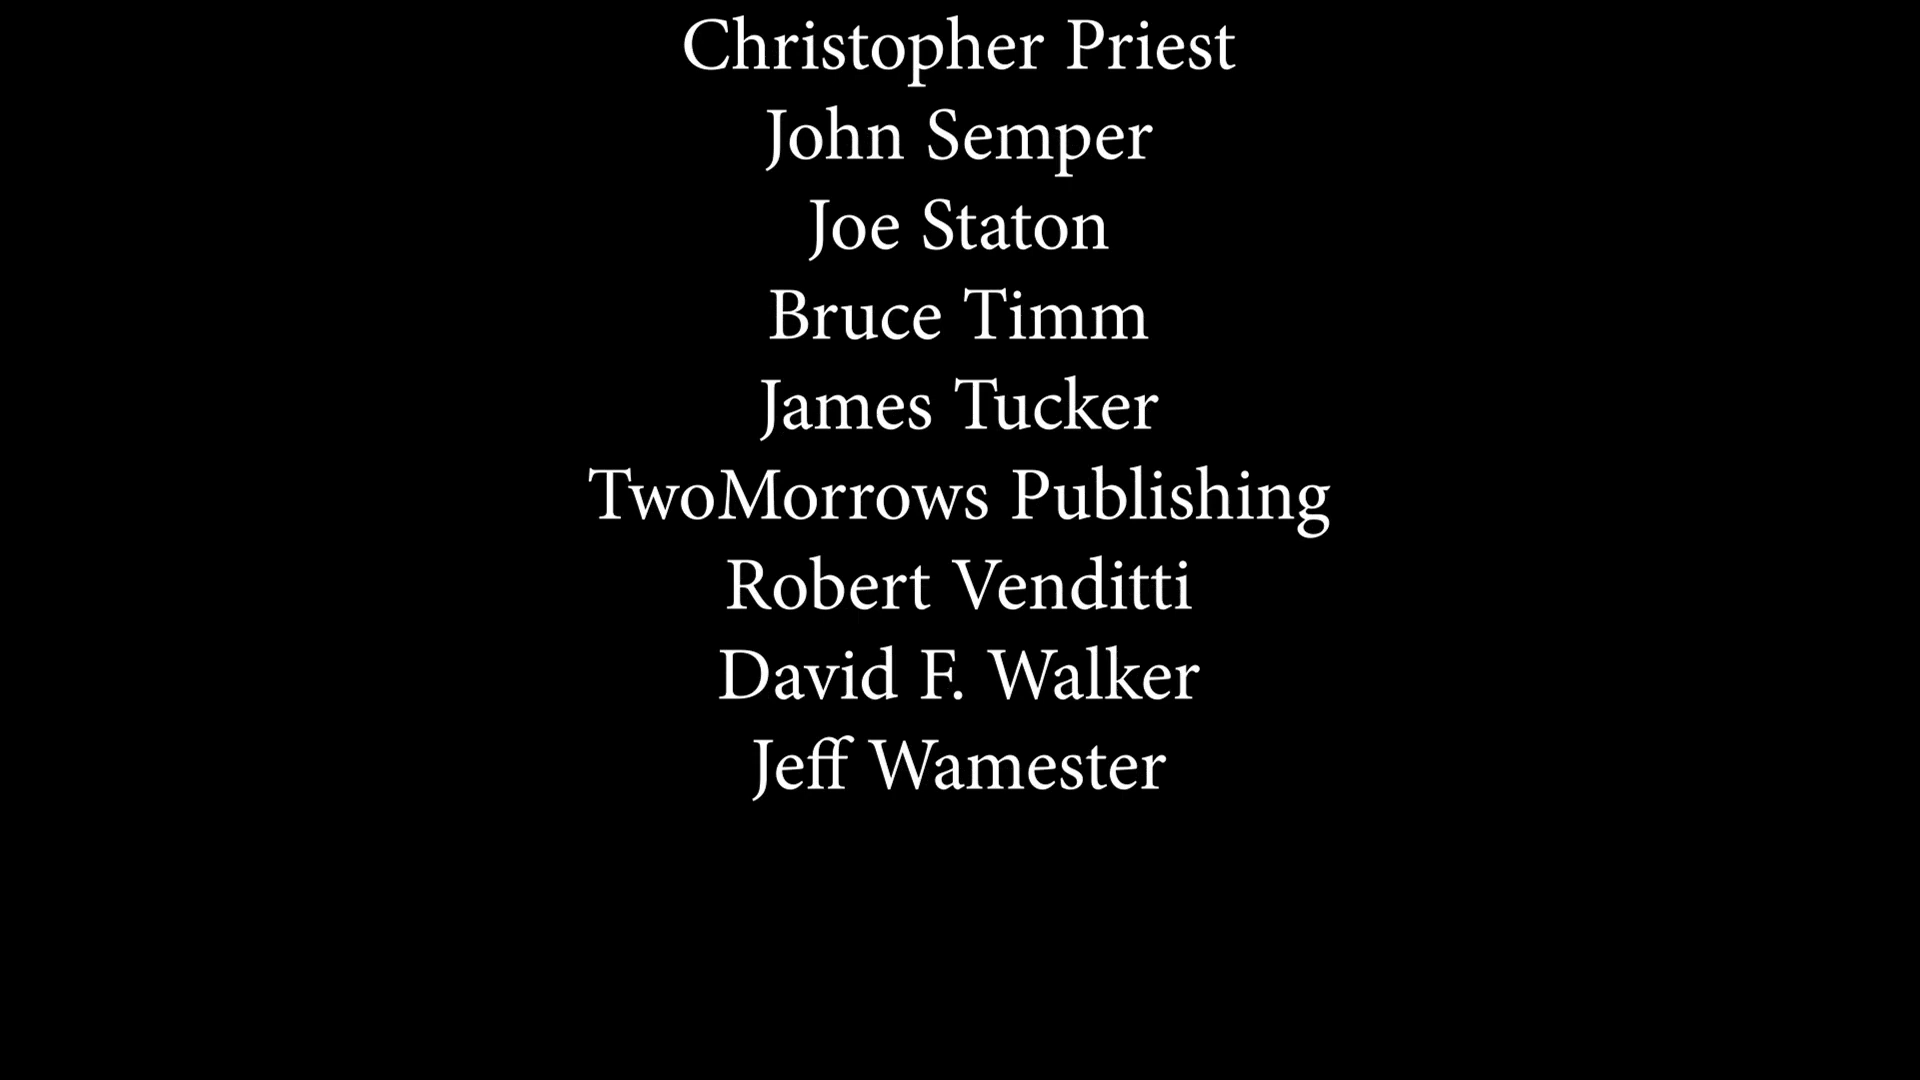 Christopher Priest
John Semper
Joe Staton
Bruce Timm
James Tucker
TwoMorrows Publishing
Robert Venditti
David F. Walker
Jeff Wamester